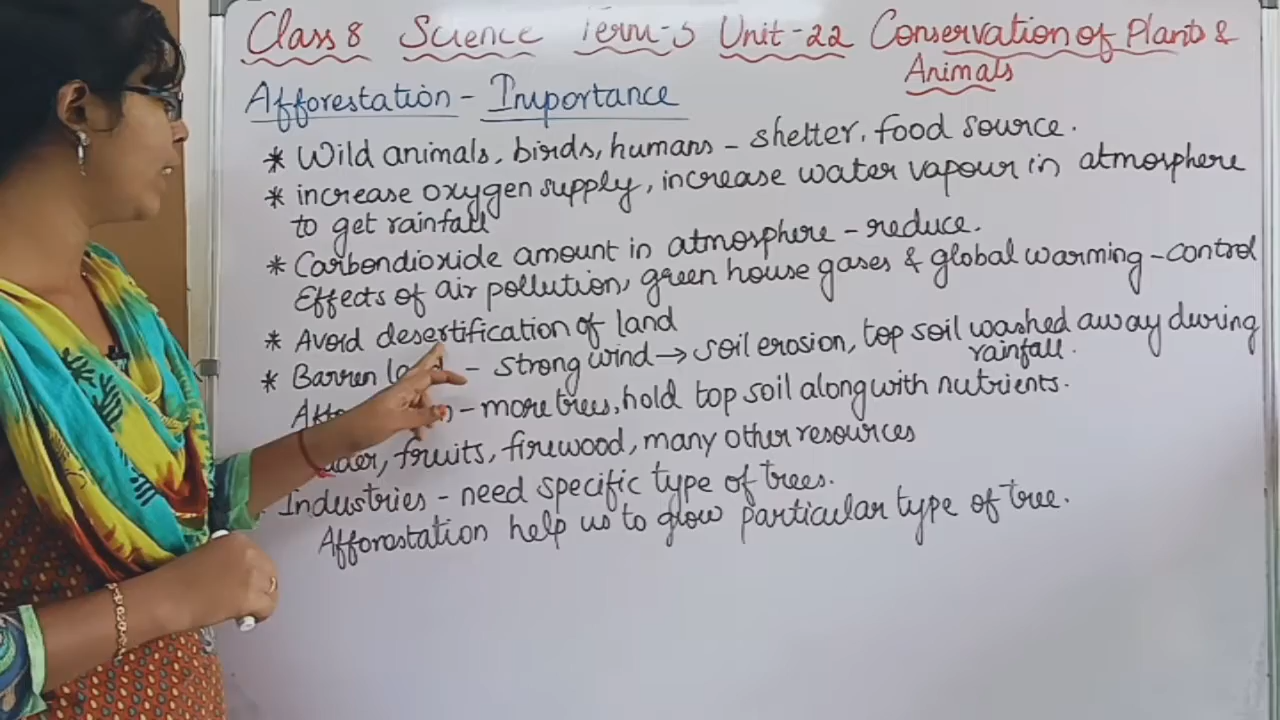 Class 8 Science Term-3 Unit-22 Conservation of Plants &
Animals
Afforestation - Importance
* Wild animals, birds, humans - shelter, food source.
* increase oxygen supply, increase water vapour in atmosphere
to get rainfall
* Carbondioxide amount in atmosphere - reduce.
Effects of air pollution, green house gases & global warming - control
* Avoid desertification of land
* Barren - strong wind → soil erosion, top soil washed away during
rainfall.
- more trees, hold top soil along with nutrients.
fruits, firewood, many other resources
Industries - need specific type of trees.
Afforestation help us to glow particular type of tree.